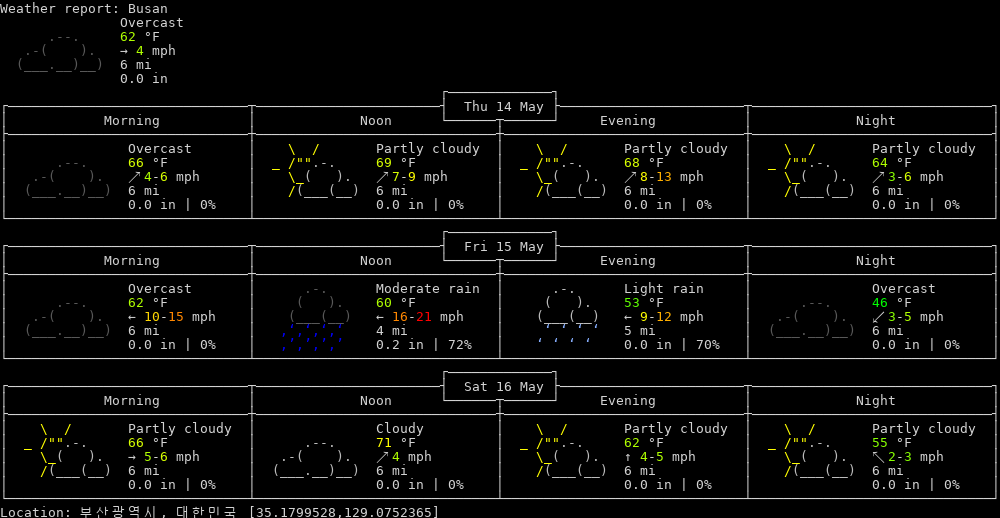 Weather report: Busan
Overcast
62 °F
→ 4 mph
6 mi
0.0 in
Thu 14 May
Morning Noon Evening Night
Overcast Partly cloudy Partly cloudy Partly cloudy
66 °F 69 °F 68 °F 64 °F
↗ 4-6 mph ↗ 7-9 mph ↗ 8-13 mph ↗ 3-6 mph
6 mi 6 mi 6 mi 6 mi
0.0 in | 0% 0.0 in | 0% 0.0 in | 0% 0.0 in | 0%
Fri 15 May
Morning Noon Evening Night
Overcast Moderate rain Light rain Overcast
62 °F 60 °F 53 °F 46 °F
← 10-15 mph ← 16-21 mph ← 9-12 mph ↙ 3-5 mph
6 mi 4 mi 5 mi 6 mi
0.0 in | 0% 0.2 in | 72% 0.0 in | 70% 0.0 in | 0%
Sat 16 May
Morning Noon Evening Night
Partly cloudy Cloudy Partly cloudy Partly cloudy
66 °F 71 °F 62 °F 55 °F
→ 5-6 mph ↗ 4 mph ↑ 4-5 mph ↖ 2-3 mph
6 mi 6 mi 6 mi 6 mi
0.0 in | 0% 0.0 in | 0% 0.0 in | 0% 0.0 in | 0%
Location: 부산광역시, 대한민국 [35.1799528,129.0752365]